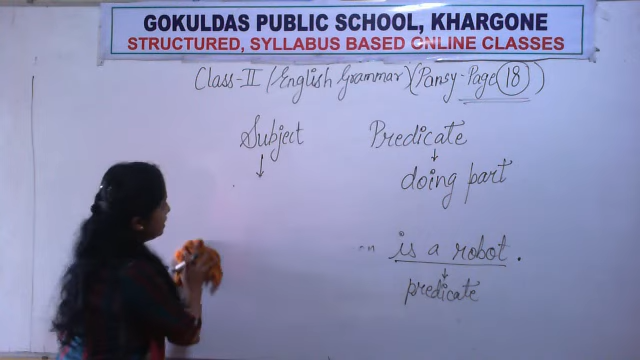 GOKULDAS PUBLIC SCHOOL, KHARGONE
STRUCTURED, SYLLABUS BASED ONLINE CLASSES
Class-II (English Grammar) (Pansy-Page 18)
Subject Predicate
↓ ↓
doing part
is a robot.
↓
predicate